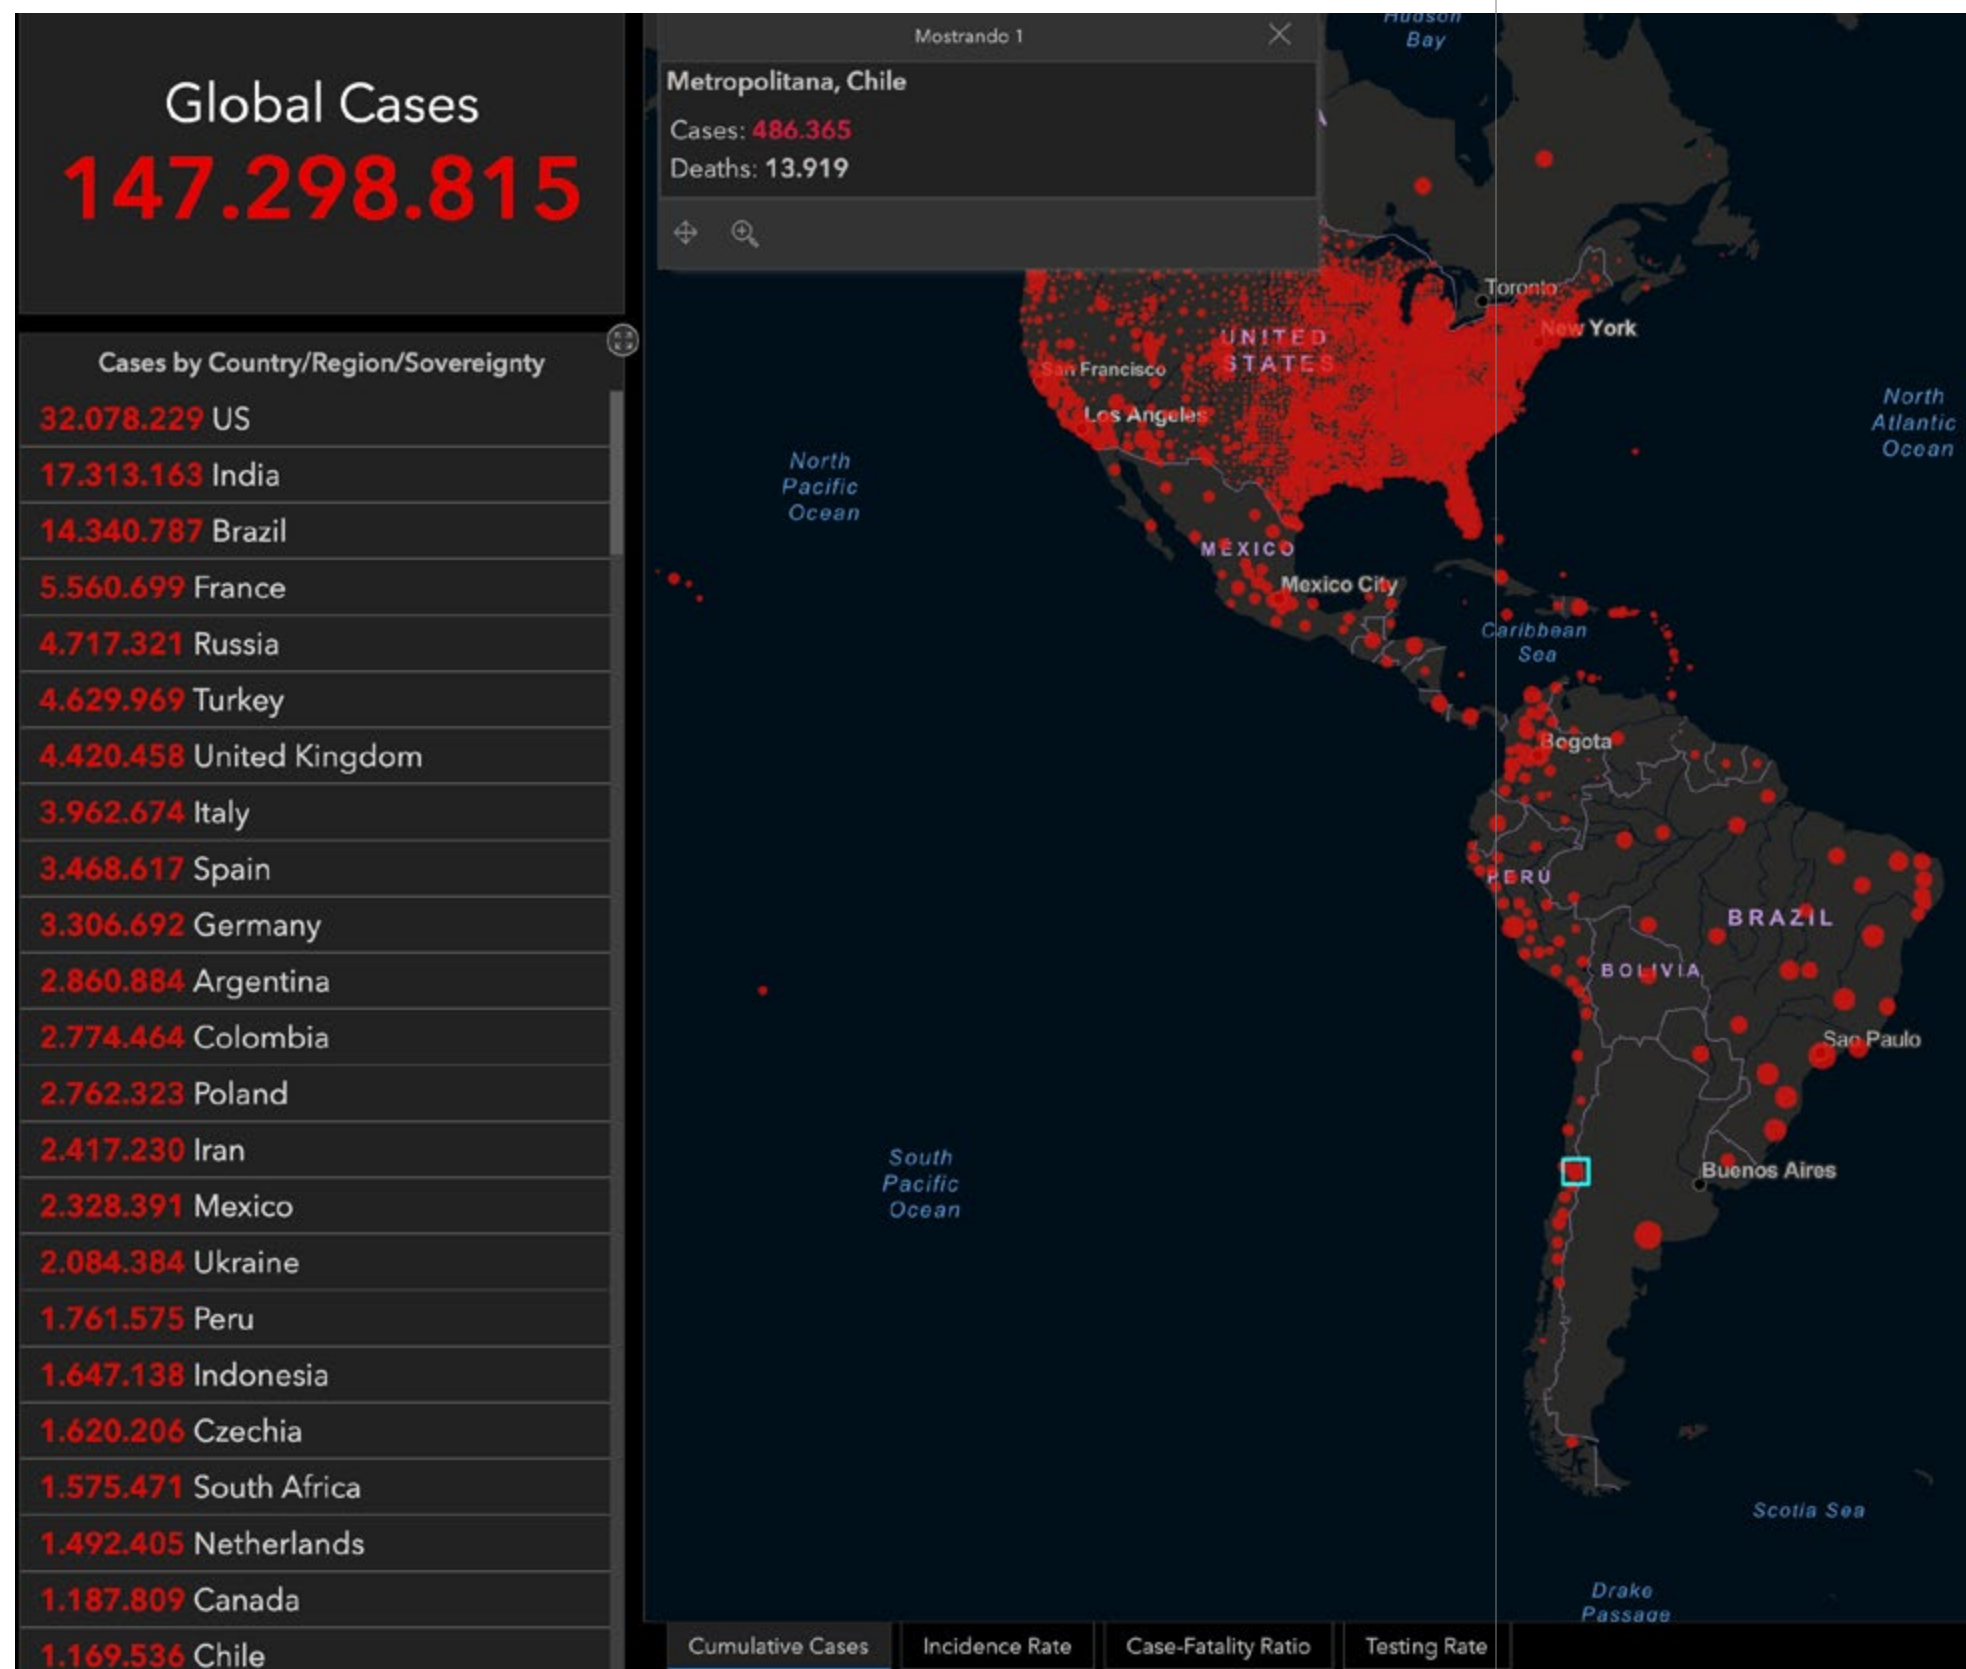 Global Cases
147.298.815
Cases by Country/Region/Sovereignty
32.078.229 US
17.313.163 India
14.340.787 Brazil
5.560.699 France
4.717.321 Russia
4.629.969 Turkey
4.420.458 United Kingdom
3.962.674 Italy
3.468.617 Spain
3.306.692 Germany
2.860.884 Argentina
2.774.464 Colombia
2.762.323 Poland
2.417.230 Iran
2.328.391 Mexico
2.084.384 Ukraine
1.761.575 Peru
1.647.138 Indonesia
1.620.206 Czechia
1.575.471 South Africa
1.492.405 Netherlands
1.187.809 Canada
1.169.536 Chile
Mostrando 1
Metropolitana, Chile
Cases: 486.365
Deaths: 13.919
Hudson
Bay
Toronto
New York
UNITED
STATES
San Francisco
Los Angeles
North
Atlantic
Ocean
North
Pacific
Ocean
MEXICO
Mexico City
Caribbean
Sea
Bogota
PERÚ
BRAZIL
BOLIVIA
Sao Paulo
South
Pacific
Ocean
Buenos Aires
Scotia Sea
Drake
Passage
Cumulative Cases
Incidence Rate
Case-Fatality Ratio
Testing Rate